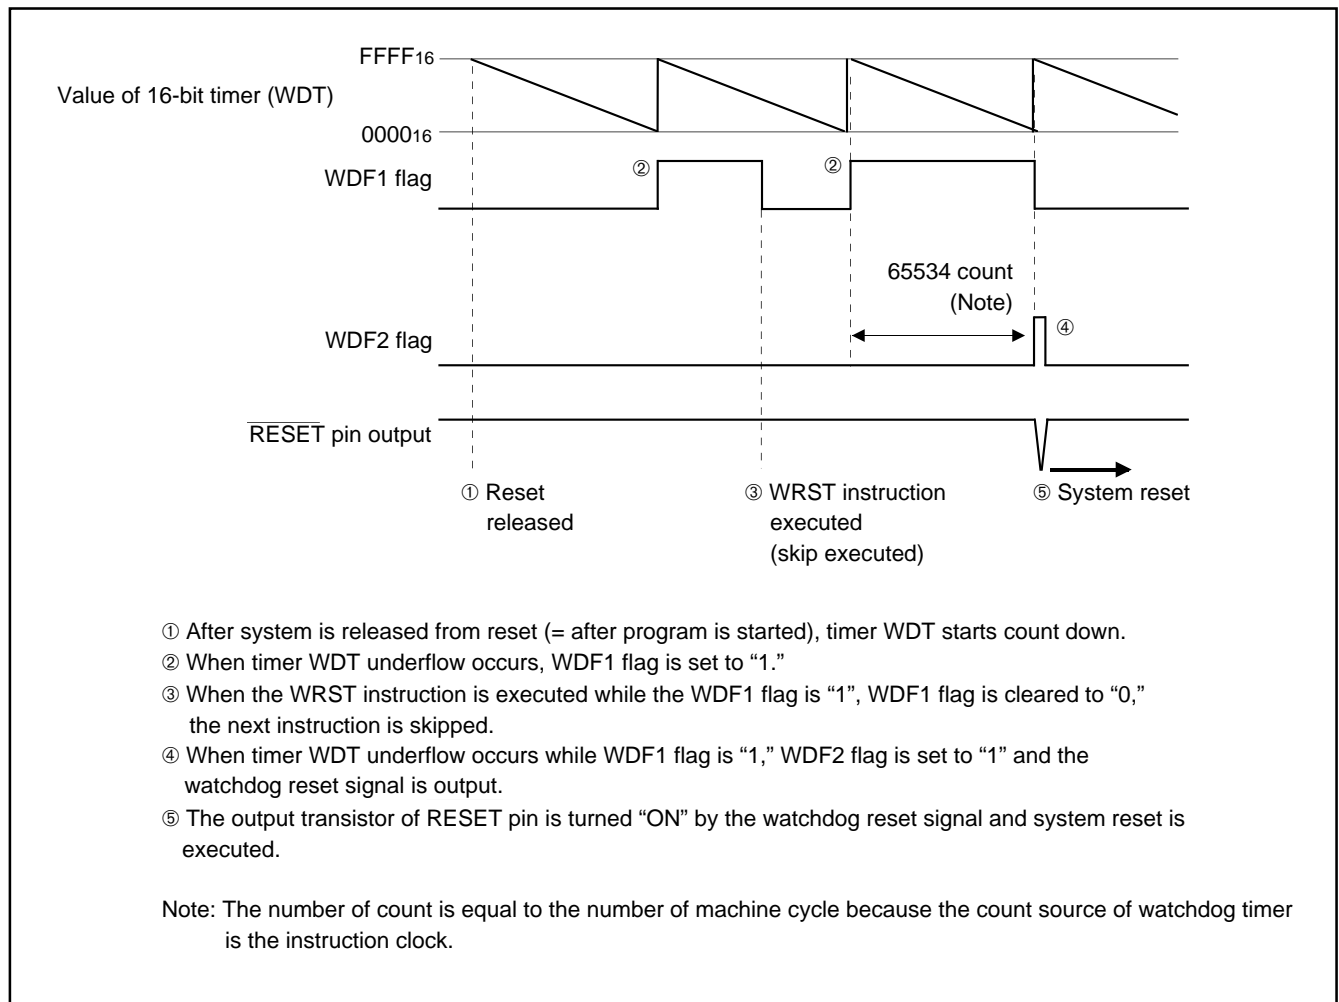 FFFF16
Value of 16-bit timer (WDT)
000016
② ②
WDF1 flag
65534 count
(Note)
④
WDF2 flag
RESET pin output
① Reset
released
③ WRST instruction
executed
(skip executed)
⑤ System reset
① After system is released from reset (= after program is started), timer WDT starts count down.
② When timer WDT underflow occurs, WDF1 flag is set to “1.”
③ When the WRST instruction is executed while the WDF1 flag is “1”, WDF1 flag is cleared to “0,”
the next instruction is skipped.
④ When timer WDT underflow occurs while WDF1 flag is “1,” WDF2 flag is set to “1” and the
watchdog reset signal is output.
⑤ The output transistor of RESET pin is turned “ON” by the watchdog reset signal and system reset is
executed.
Note: The number of count is equal to the number of machine cycle because the count source of watchdog timer
is the instruction clock.